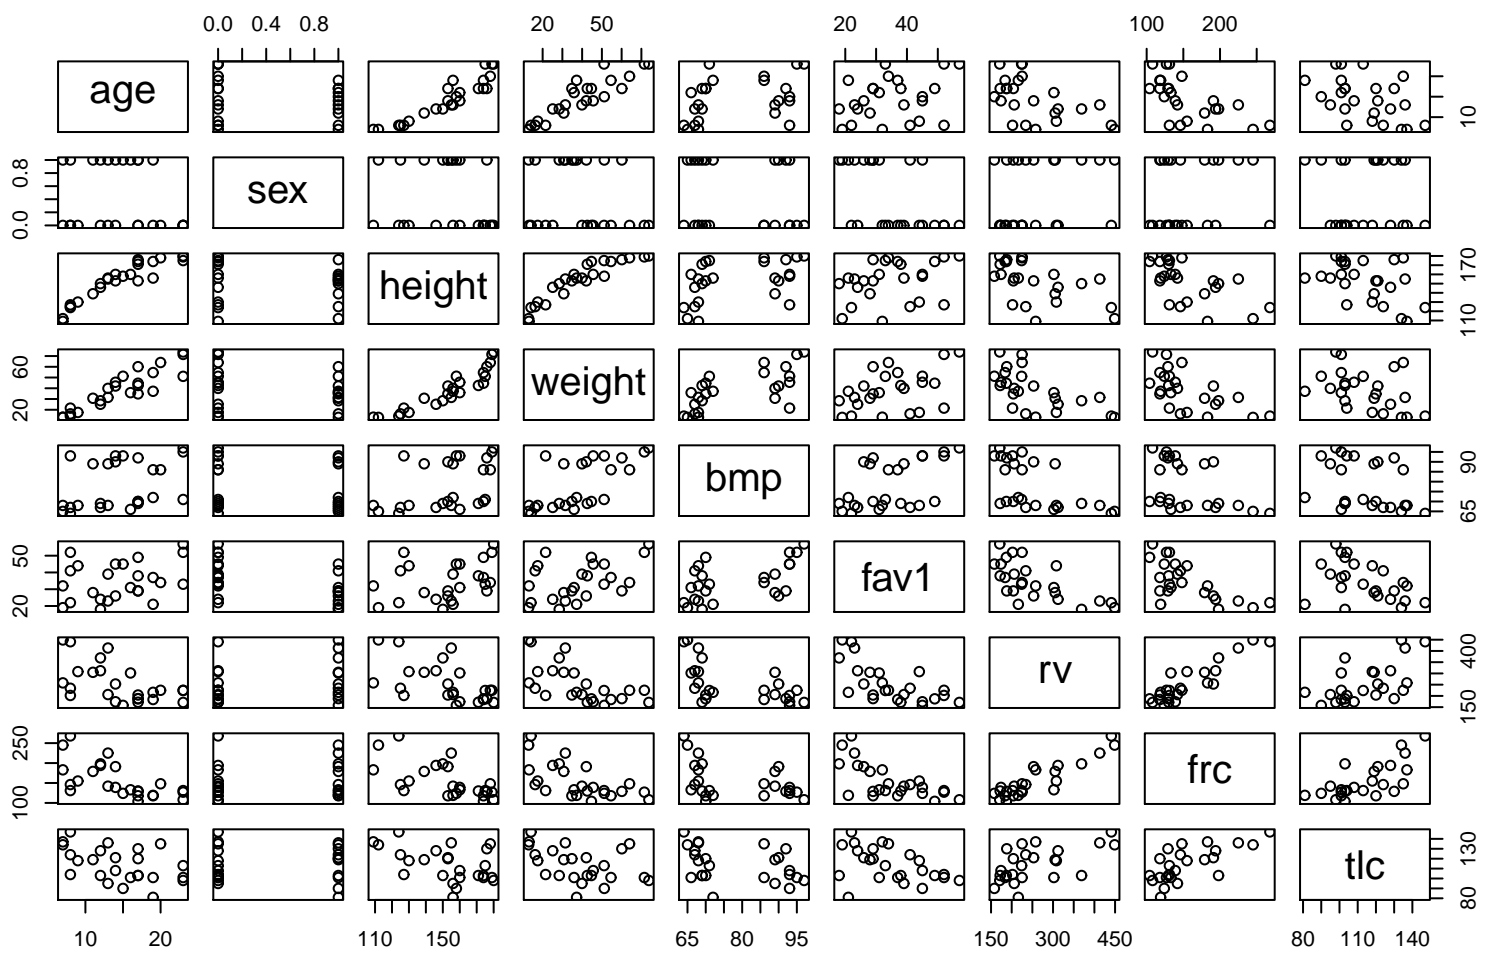 0.0 0.4 0.8 20 50 20 40 100 200
age 10
0.0 0.8 sex
height 110 170
20 60 weight
bmp 65 90
20 50 fav1
rv 150 400
100 250 frc
tlc 80 130
10 20 110 150 65 80 95 150 300 450 80 110 140